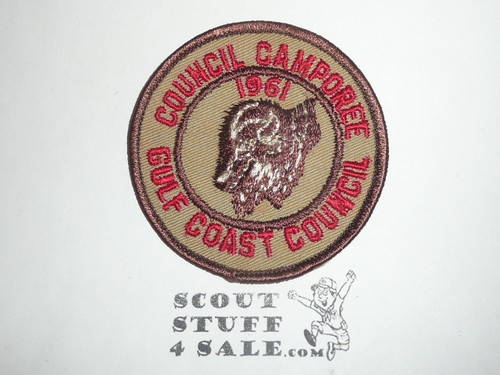 COUNCIL CAMPOREE
1961
GULF COAST COUNCIL
SCOUT
STUFF
4 SALE.COM